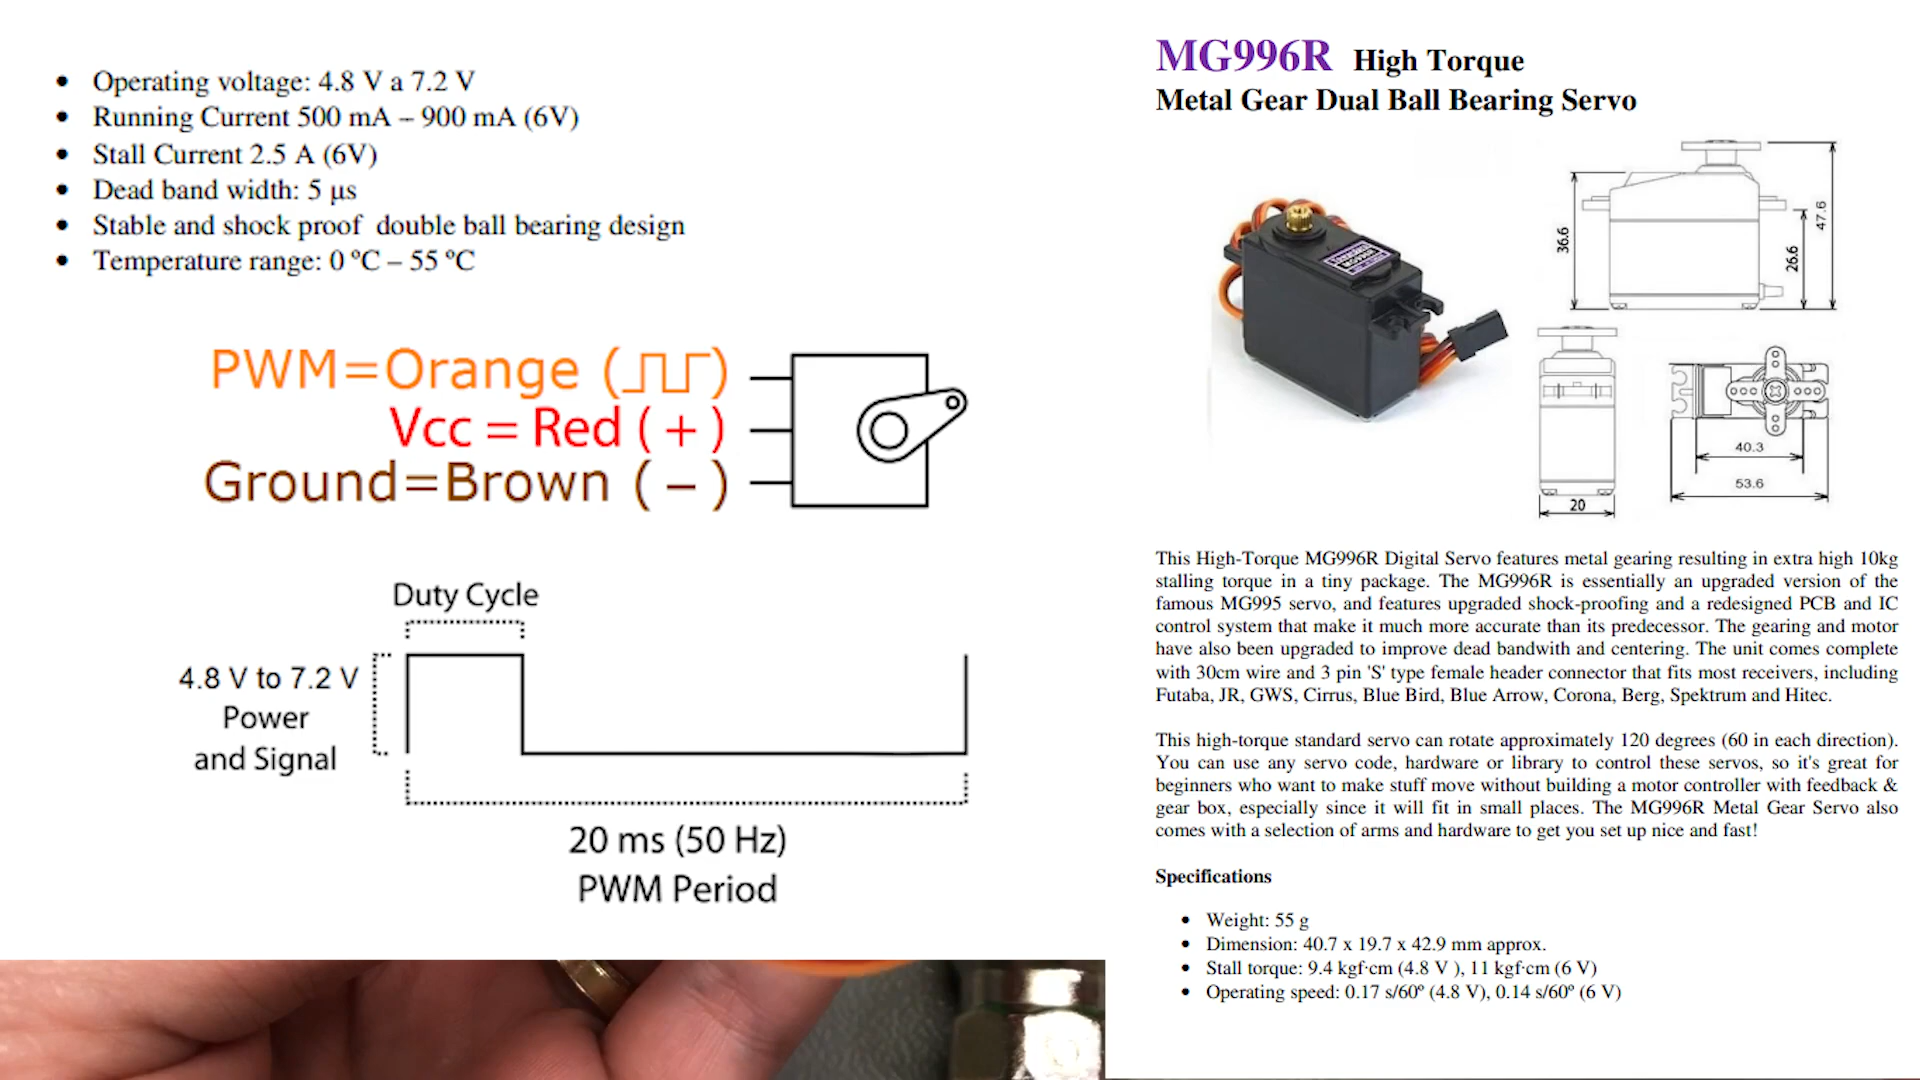 Operating voltage: 4.8 V a 7.2 V
Running Current 500 mA – 900 mA (6V)
Stall Current 2.5 A (6V)
Dead band width: 5 µs
Stable and shock proof double ball bearing design
Temperature range: 0 ºC – 55 ºC
PWM=Orange (⎍⎍)
Vcc = Red ( + )
Ground=Brown ( – )
Duty Cycle
4.8 V to 7.2 V
Power
and Signal
20 ms (50 Hz)
PWM Period
MG996R High Torque
Metal Gear Dual Ball Bearing Servo
36.6
26.6
47.6
20
40.3
53.6
This High-Torque MG996R Digital Servo features metal gearing resulting in extra high 10kg
stalling torque in a tiny package. The MG996R is essentially an upgraded version of the
famous MG995 servo, and features upgraded shock-proofing and a redesigned PCB and IC
control system that make it much more accurate than its predecessor. The gearing and motor
have also been upgraded to improve dead bandwith and centering. The unit comes complete
with 30cm wire and 3 pin 'S' type female header connector that fits most receivers, including
Futaba, JR, GWS, Cirrus, Blue Bird, Blue Arrow, Corona, Berg, Spektrum and Hitec.
This high-torque standard servo can rotate approximately 120 degrees (60 in each direction).
You can use any servo code, hardware or library to control these servos, so it's great for
beginners who want to make stuff move without building a motor controller with feedback &
gear box, especially since it will fit in small places. The MG996R Metal Gear Servo also
comes with a selection of arms and hardware to get you set up nice and fast!
Specifications
Weight: 55 g
Dimension: 40.7 x 19.7 x 42.9 mm approx.
Stall torque: 9.4 kgf·cm (4.8 V ), 11 kgf·cm (6 V)
Operating speed: 0.17 s/60º (4.8 V), 0.14 s/60º (6 V)